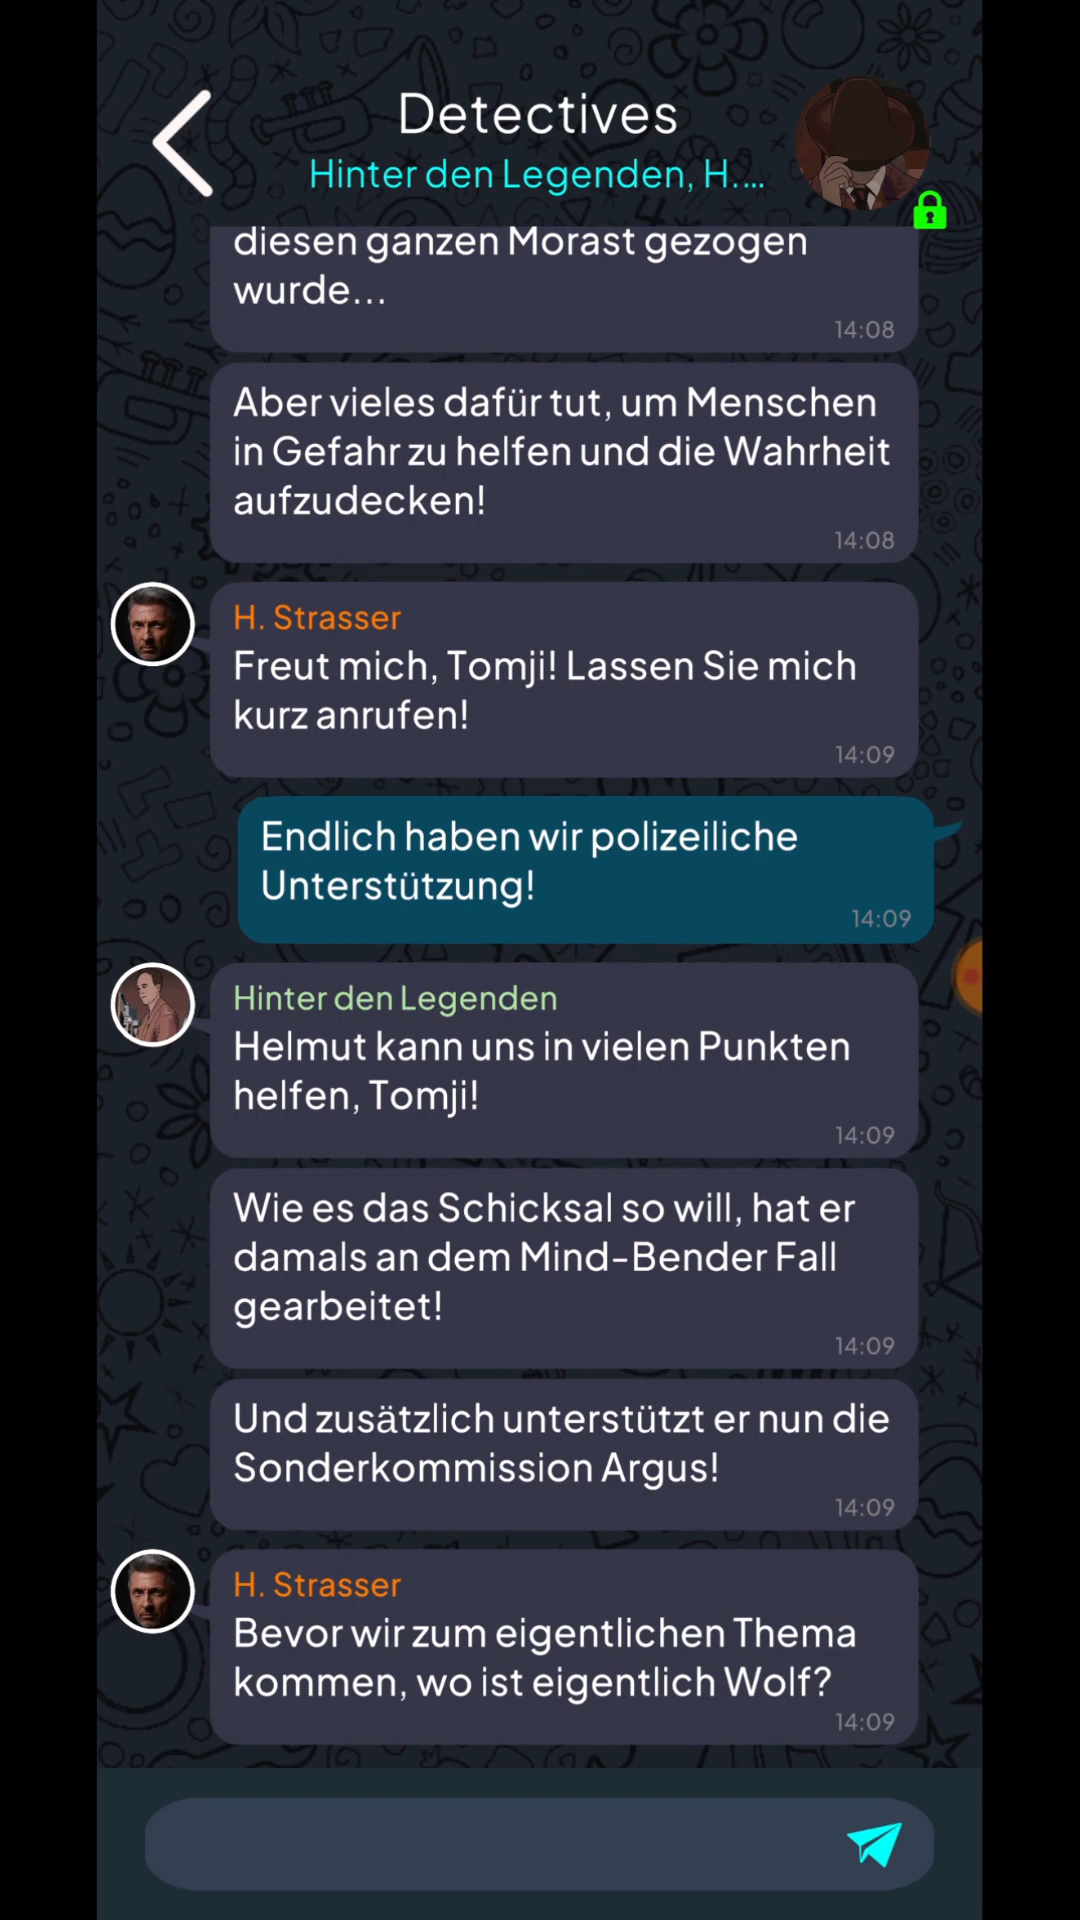 Detectives
Hinter den Legenden, H....
diesen ganzen Morast gezogen
wurde...
14:08
Aber vieles dafür tut, um Menschen
in Gefahr zu helfen und die Wahrheit
aufzudecken!
14:08
H. Strasser
Freut mich, Tomji! Lassen Sie mich
kurz anrufen!
14:09
Endlich haben wir polizeiliche
Unterstützung!
14:09
Hinter den Legenden
Helmut kann uns in vielen Punkten
helfen, Tomji!
14:09
Wie es das Schicksal so will, hat er
damals an dem Mind-Bender Fall
gearbeitet!
14:09
Und zusätzlich unterstützt er nun die
Sonderkommission Argus!
14:09
H. Strasser
Bevor wir zum eigentlichen Thema
kommen, wo ist eigentlich Wolf?
14:09